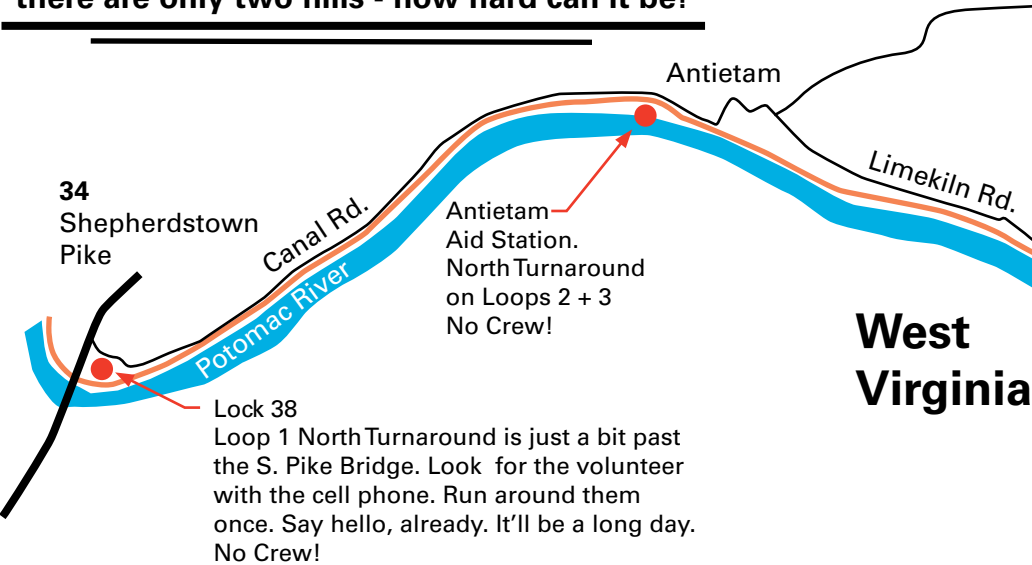 there are only two hills - how hard can it be!
Antietam
Limekiln Rd.
34
Shepherdstown
Pike
Canal Rd.
Potomac River
Antietam
Aid Station.
North Turnaround
on Loops 2 + 3
No Crew!
West
Virginia
Lock 38
Loop 1 North Turnaround is just a bit past
the S. Pike Bridge. Look for the volunteer
with the cell phone. Run around them
once. Say hello, already. It'll be a long day.
No Crew!